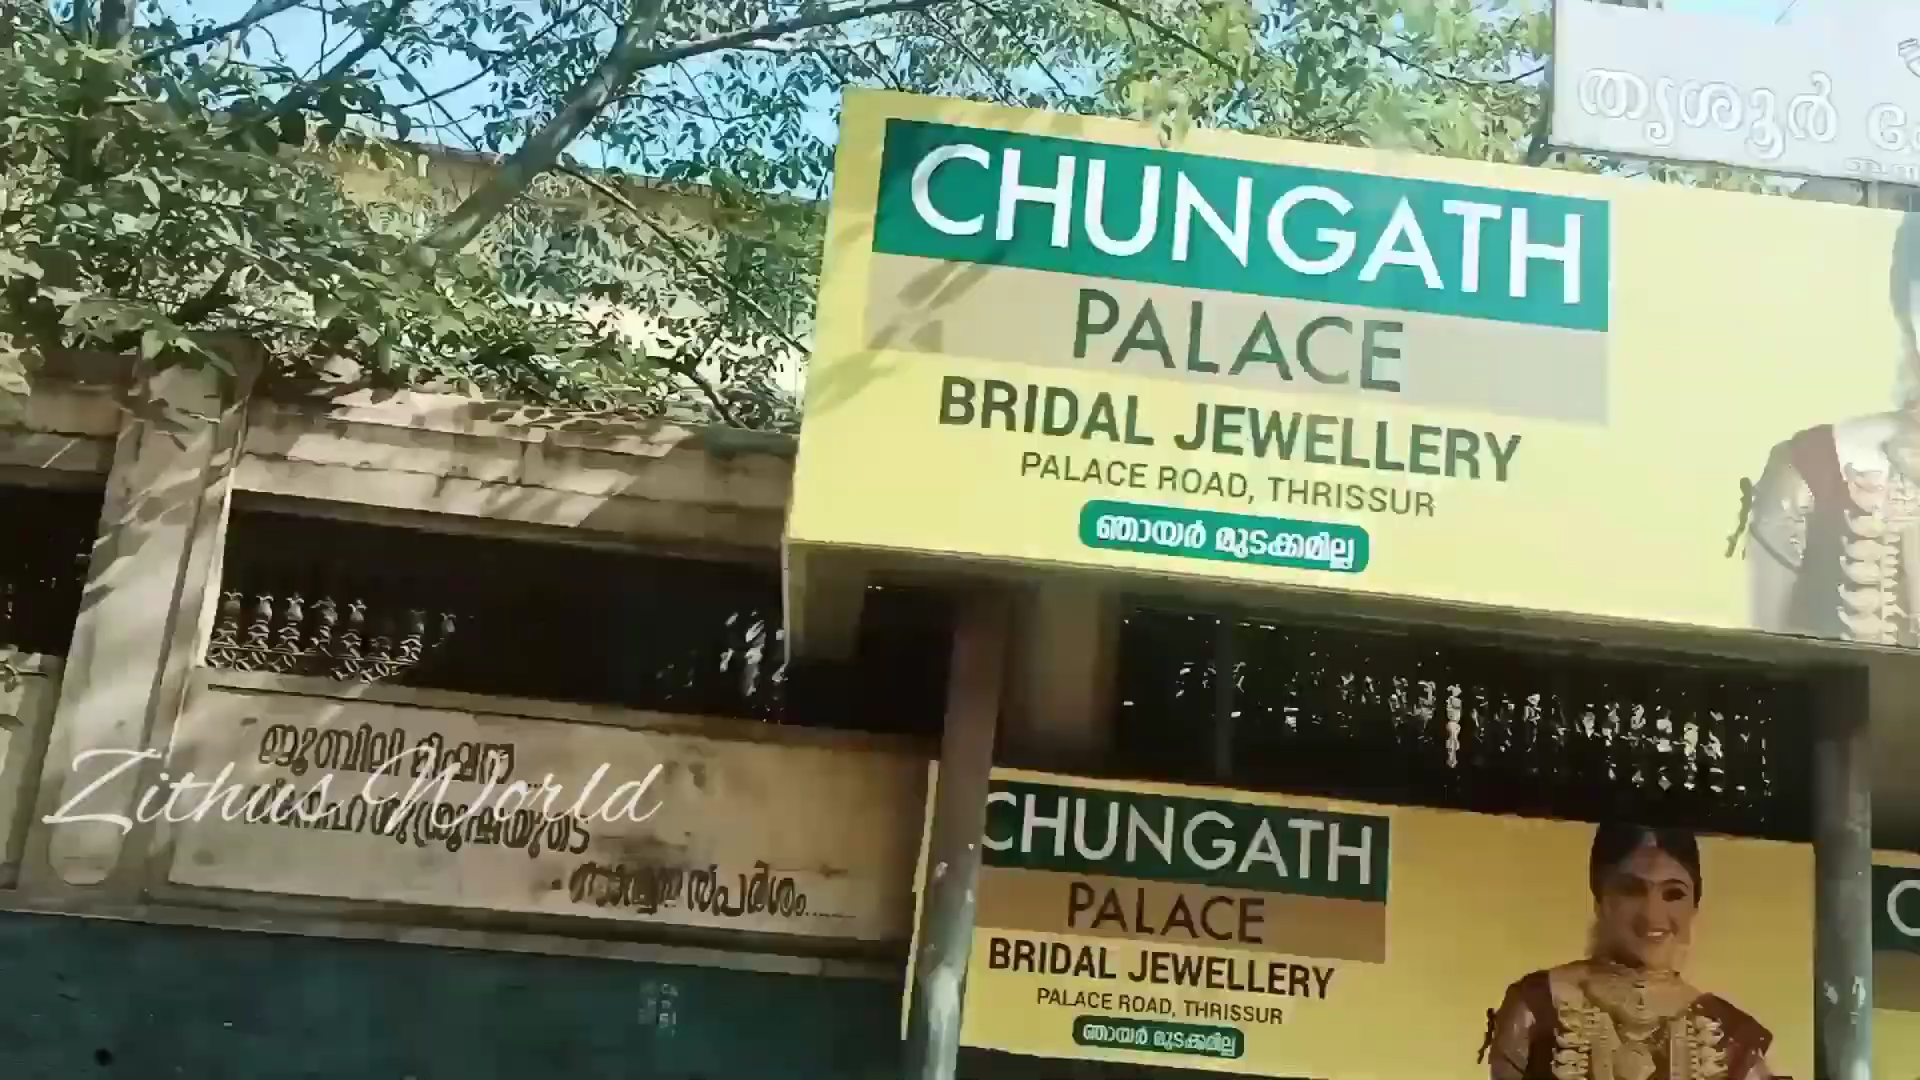 തൃശൂർ
CHUNGATH
PALACE
BRIDAL JEWELLERY
PALACE ROAD, THRISSUR
ഞായർ മുടക്കമില്ല
ജൂബിലി മിഷൻ
Zithus World
CHUNGATH
PALACE
BRIDAL JEWELLERY
PALACE ROAD, THRISSUR
ഞായർ മുടക്കമില്ല